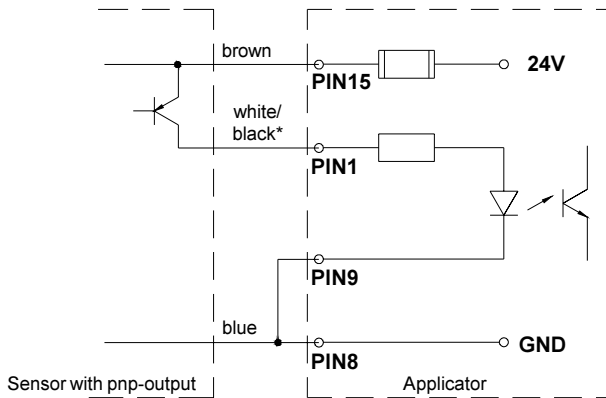 brown
24V
PIN15
white/
black*
PIN1
PIN9
blue
GND
PIN8
Sensor with pnp-output
Applicator